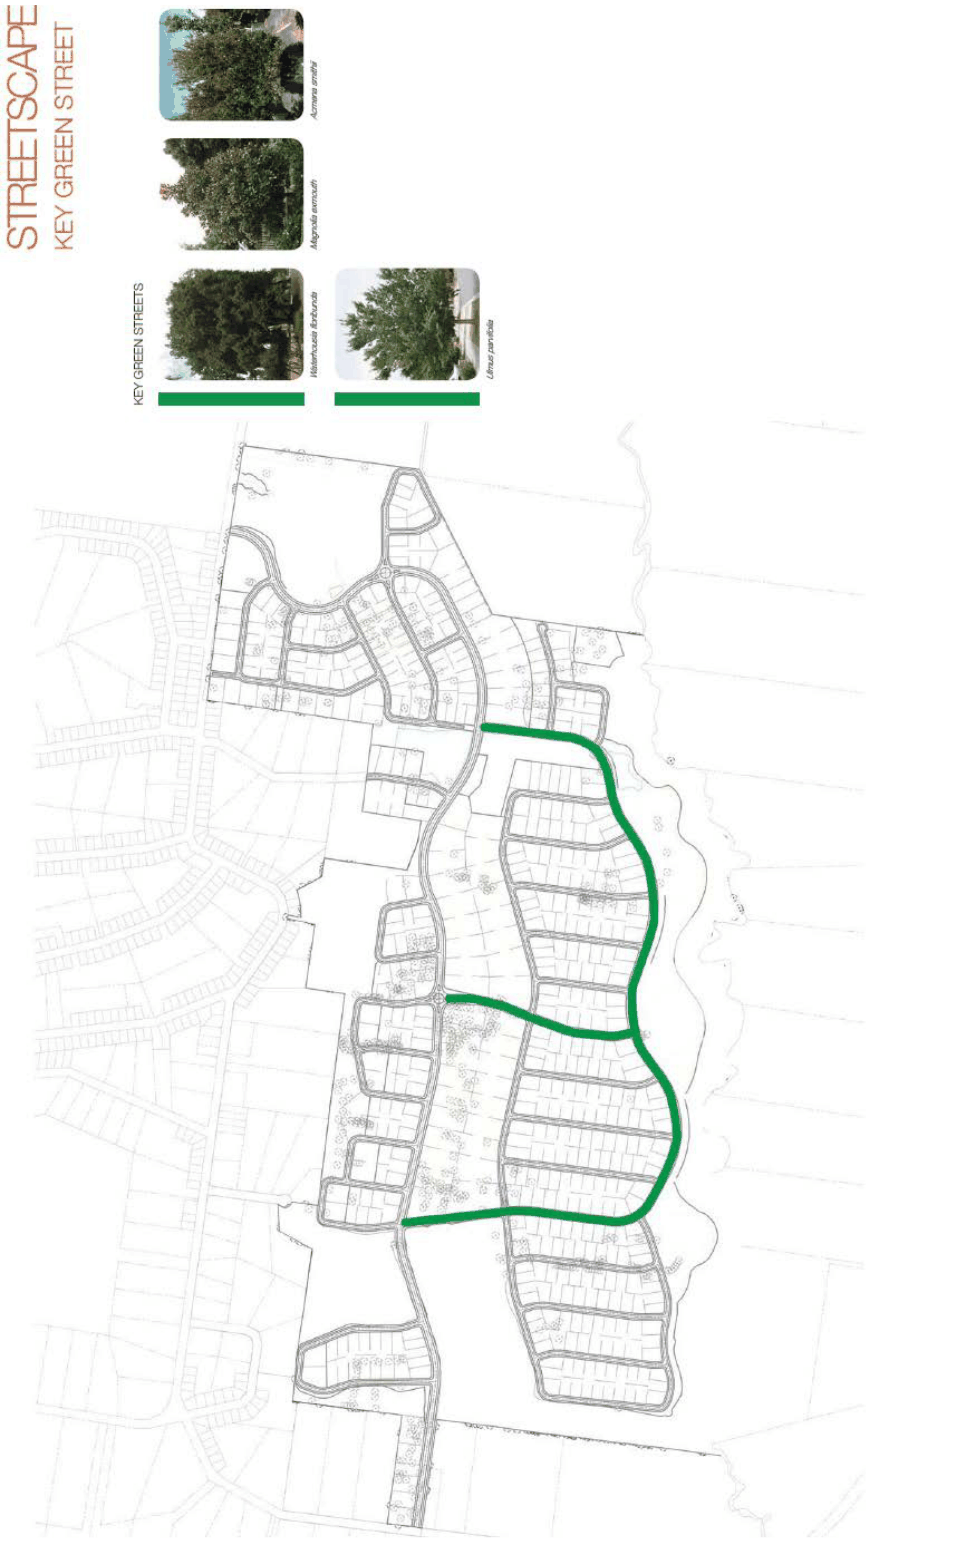 STREETSCAPE
KEY GREEN STREET
KEY GREEN STREETS
Waterhousia floribunda
Magnolia exmouth
Acmena smithii
Ulmus parvifolia